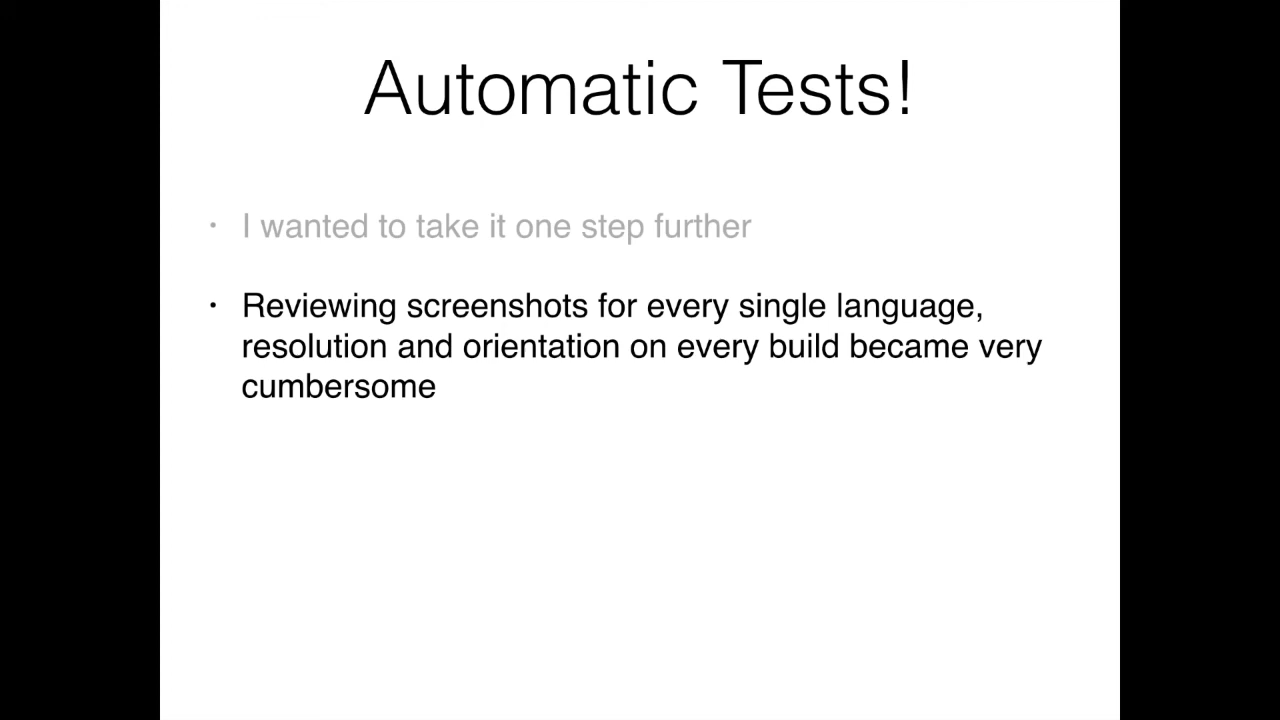 Automatic Tests!
• I wanted to take it one step further
• Reviewing screenshots for every single language,
resolution and orientation on every build became very
cumbersome